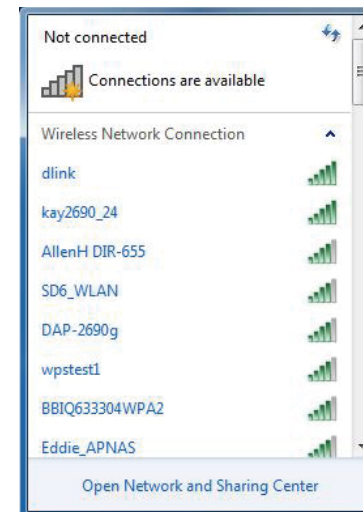 Not connected
Connections are available
Wireless Network Connection
dlink
kay2690_24
AllenH DIR-655
SD6_WLAN
DAP-2690g
wpstest1
BBIQ633304WPA2
Eddie_APNAS
Open Network and Sharing Center